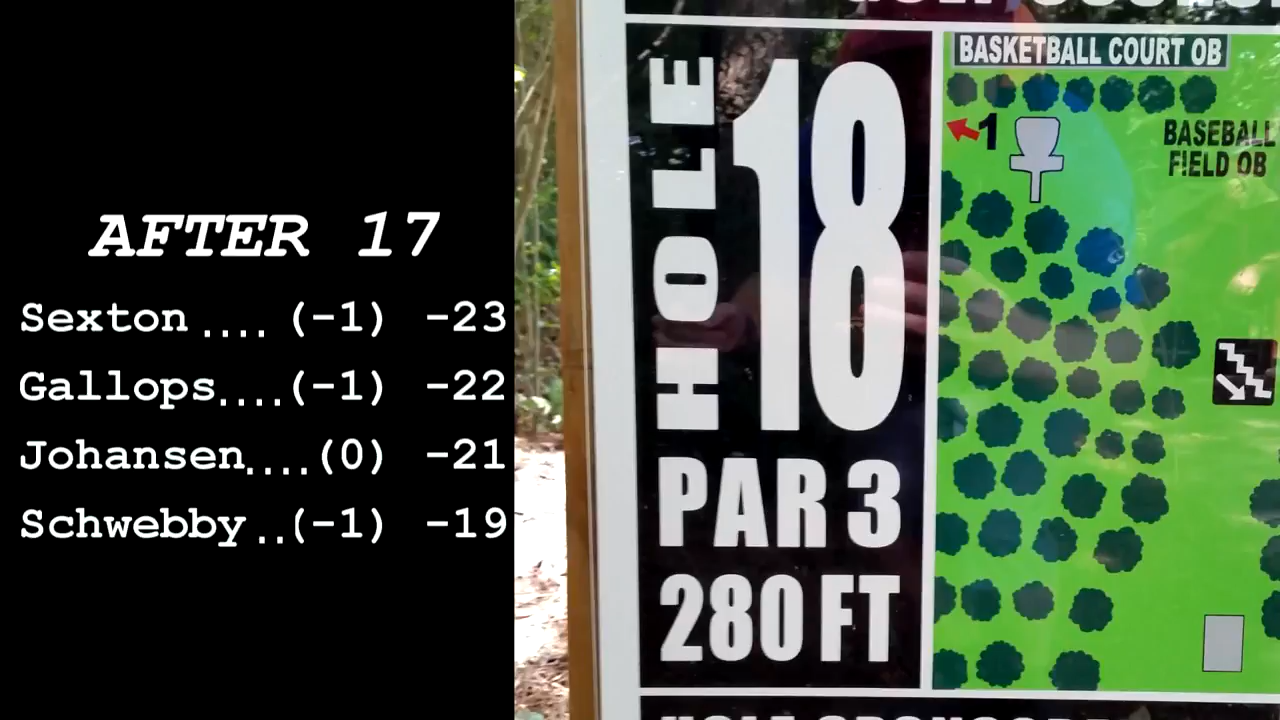 AFTER 17
Sexton .... (-1) -23
Gallops....(-1) -22
Johansen....(0) -21
Schwebby ..(-1) -19
HOLE
18
PAR 3
280 FT
BASKETBALL COURT OB
1
BASEBALL
FIELD OB